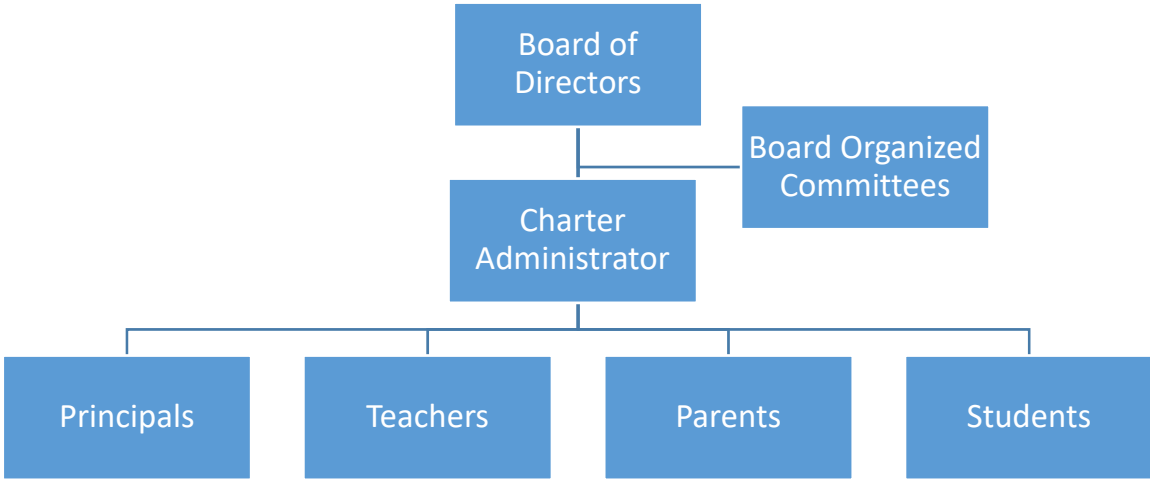 Board of
Directors
Board Organized
Committees
Charter
Administrator
Principals
Teachers
Parents
Students